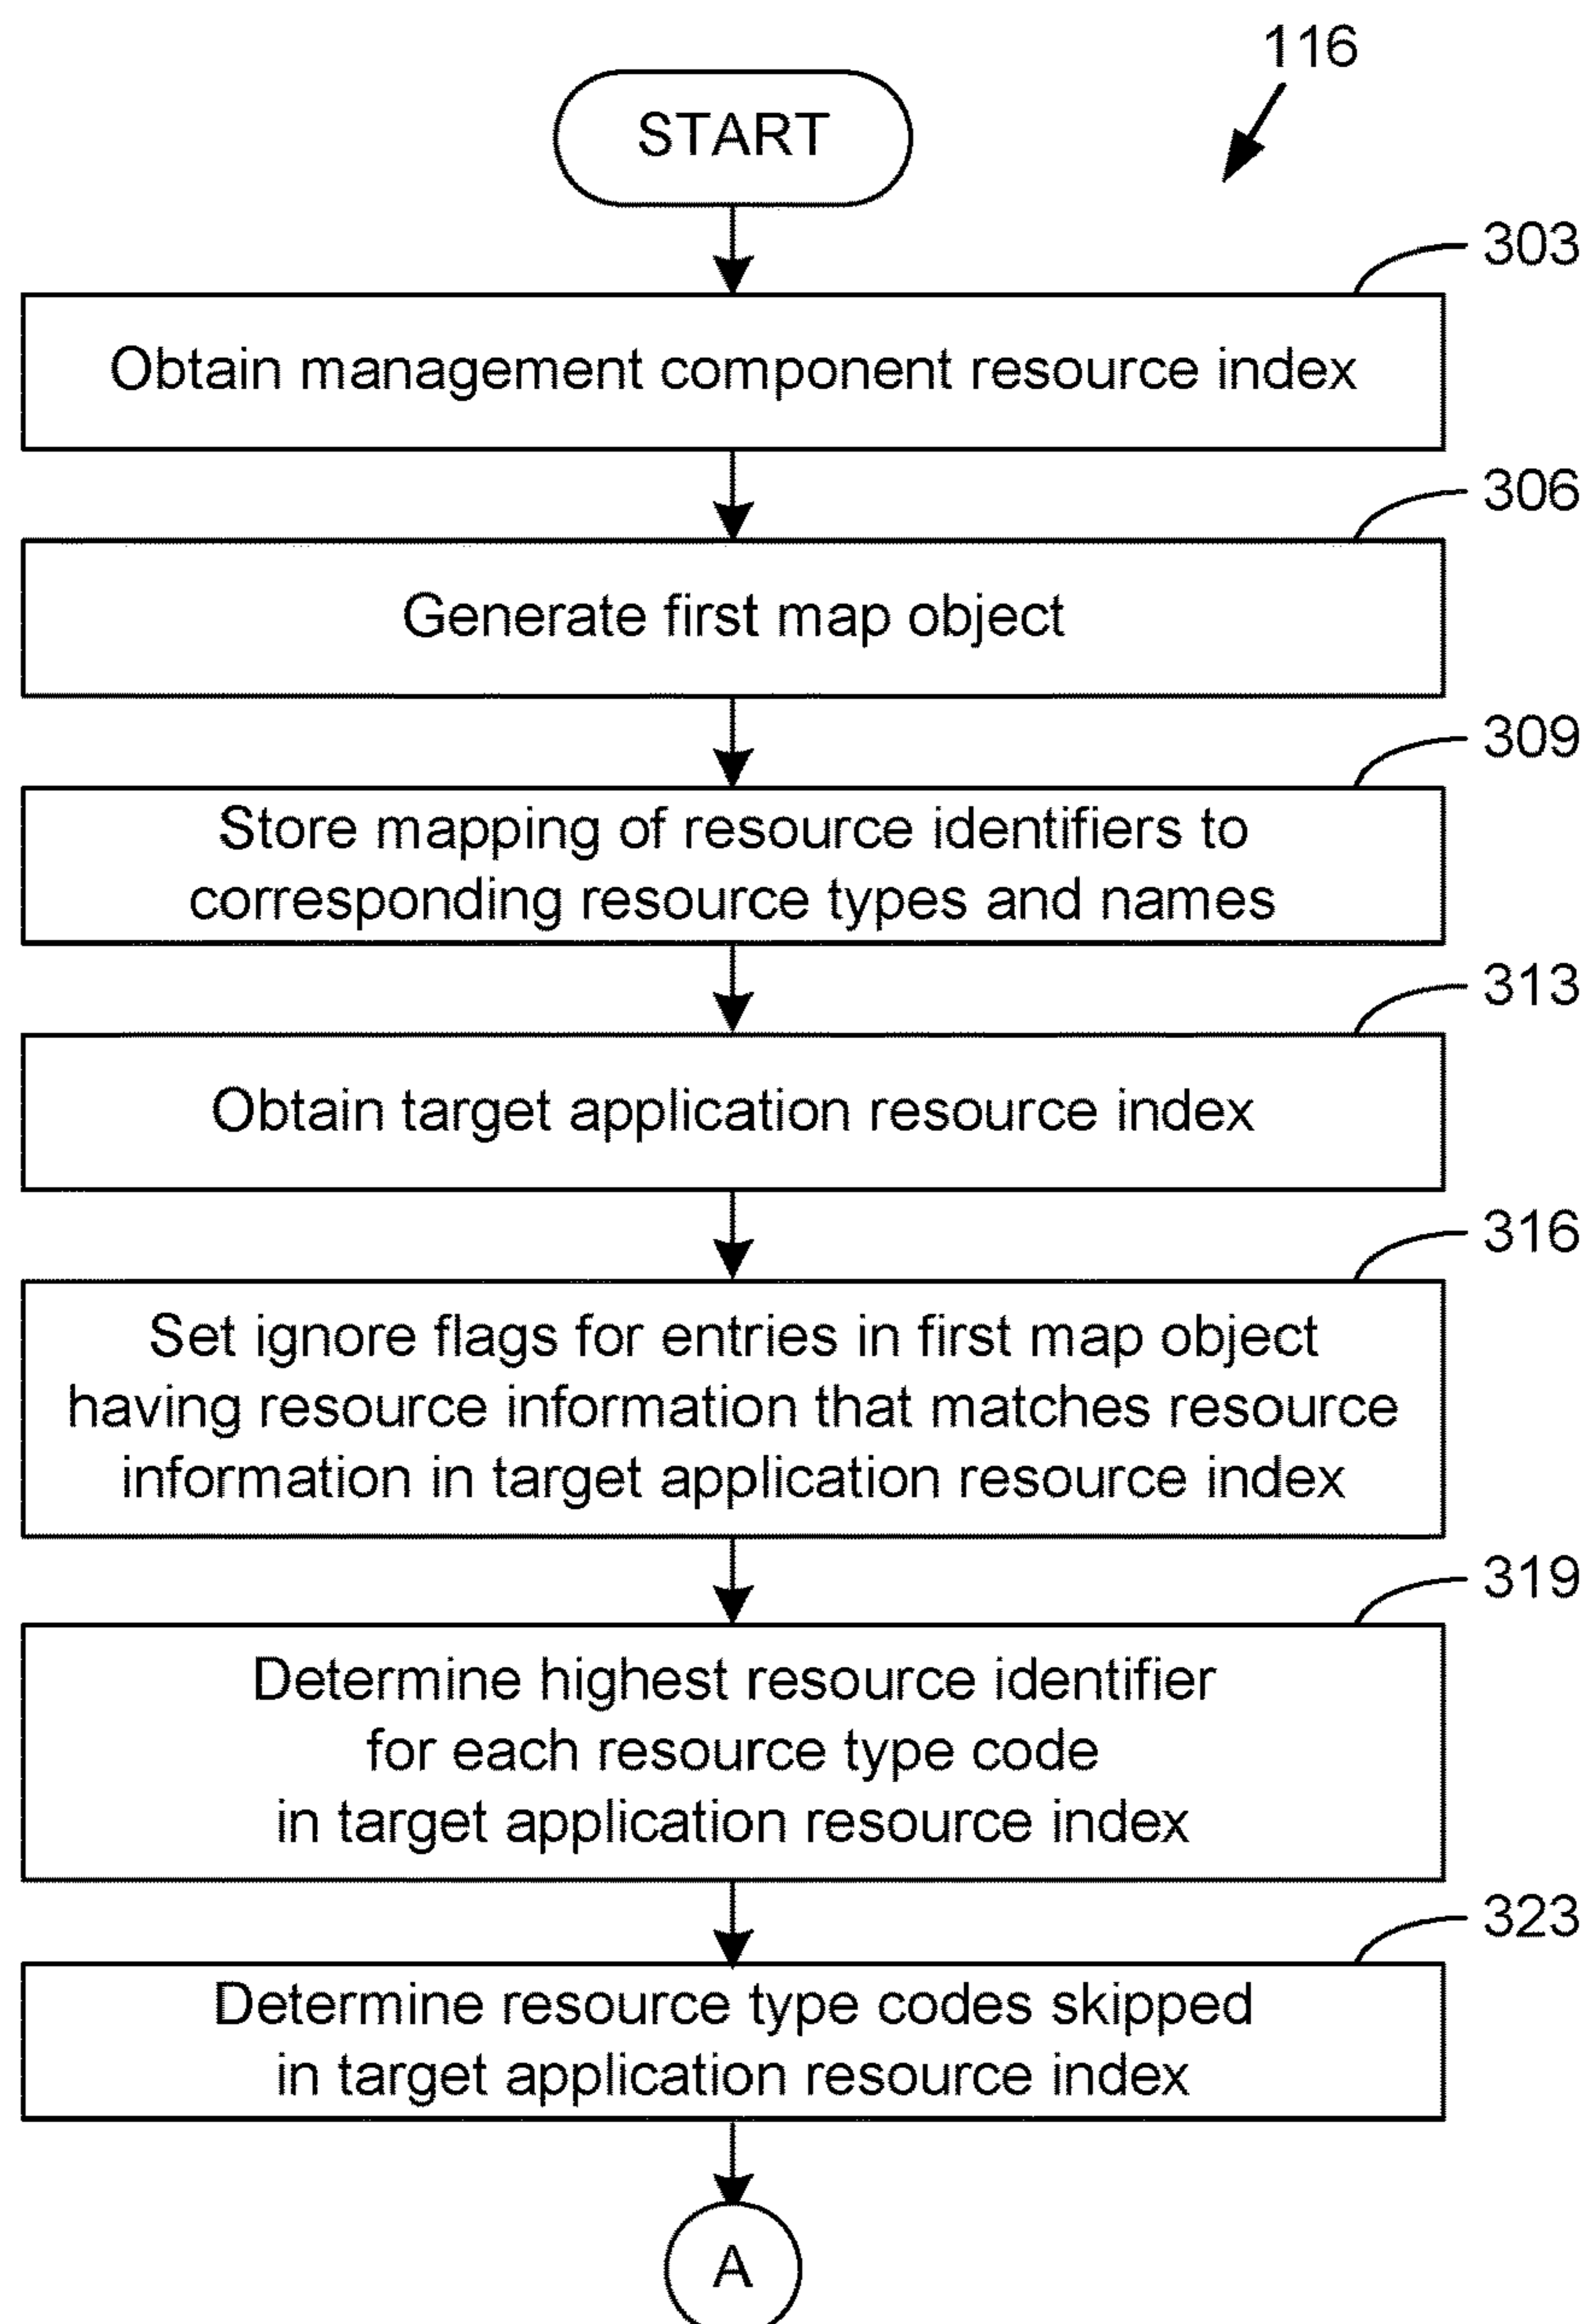 116
START
303
Obtain management component resource index
306
Generate first map object
309
Store mapping of resource identifiers to
corresponding resource types and names
313
Obtain target application resource index
316
Set ignore flags for entries in first map object
having resource information that matches resource
information in target application resource index
319
Determine highest resource identifier
for each resource type code
in target application resource index
323
Determine resource type codes skipped
in target application resource index
A